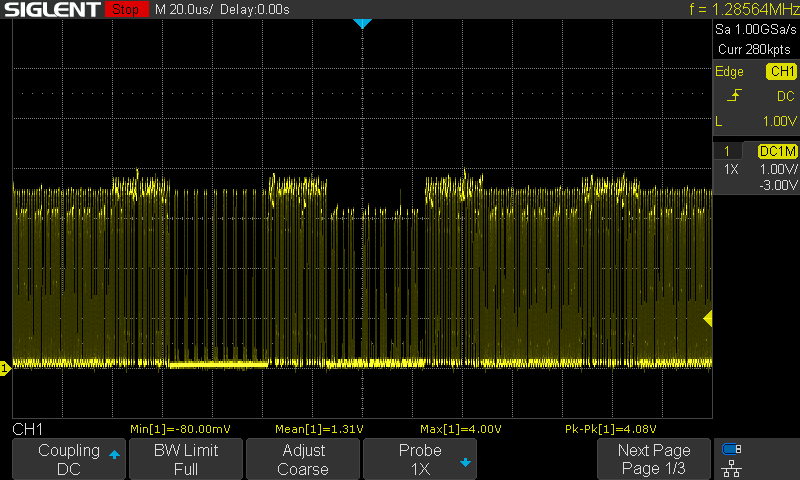 SIGLENT Stop M 20.0us/ Delay:0.00s f = 1.28564MHz
Sa 1.00GSa/s
Curr 280kpts
Edge CH1
DC
L 1.00V
1 DC1M
1X 1.00V/
-3.00V
1
CH1 Min[1]=-80.00mV Mean[1]=1.31V Max[1]=4.00V Pk-Pk[1]=4.08V
Coupling BW Limit Adjust Probe Next Page
DC Full Coarse 1X Page 1/3